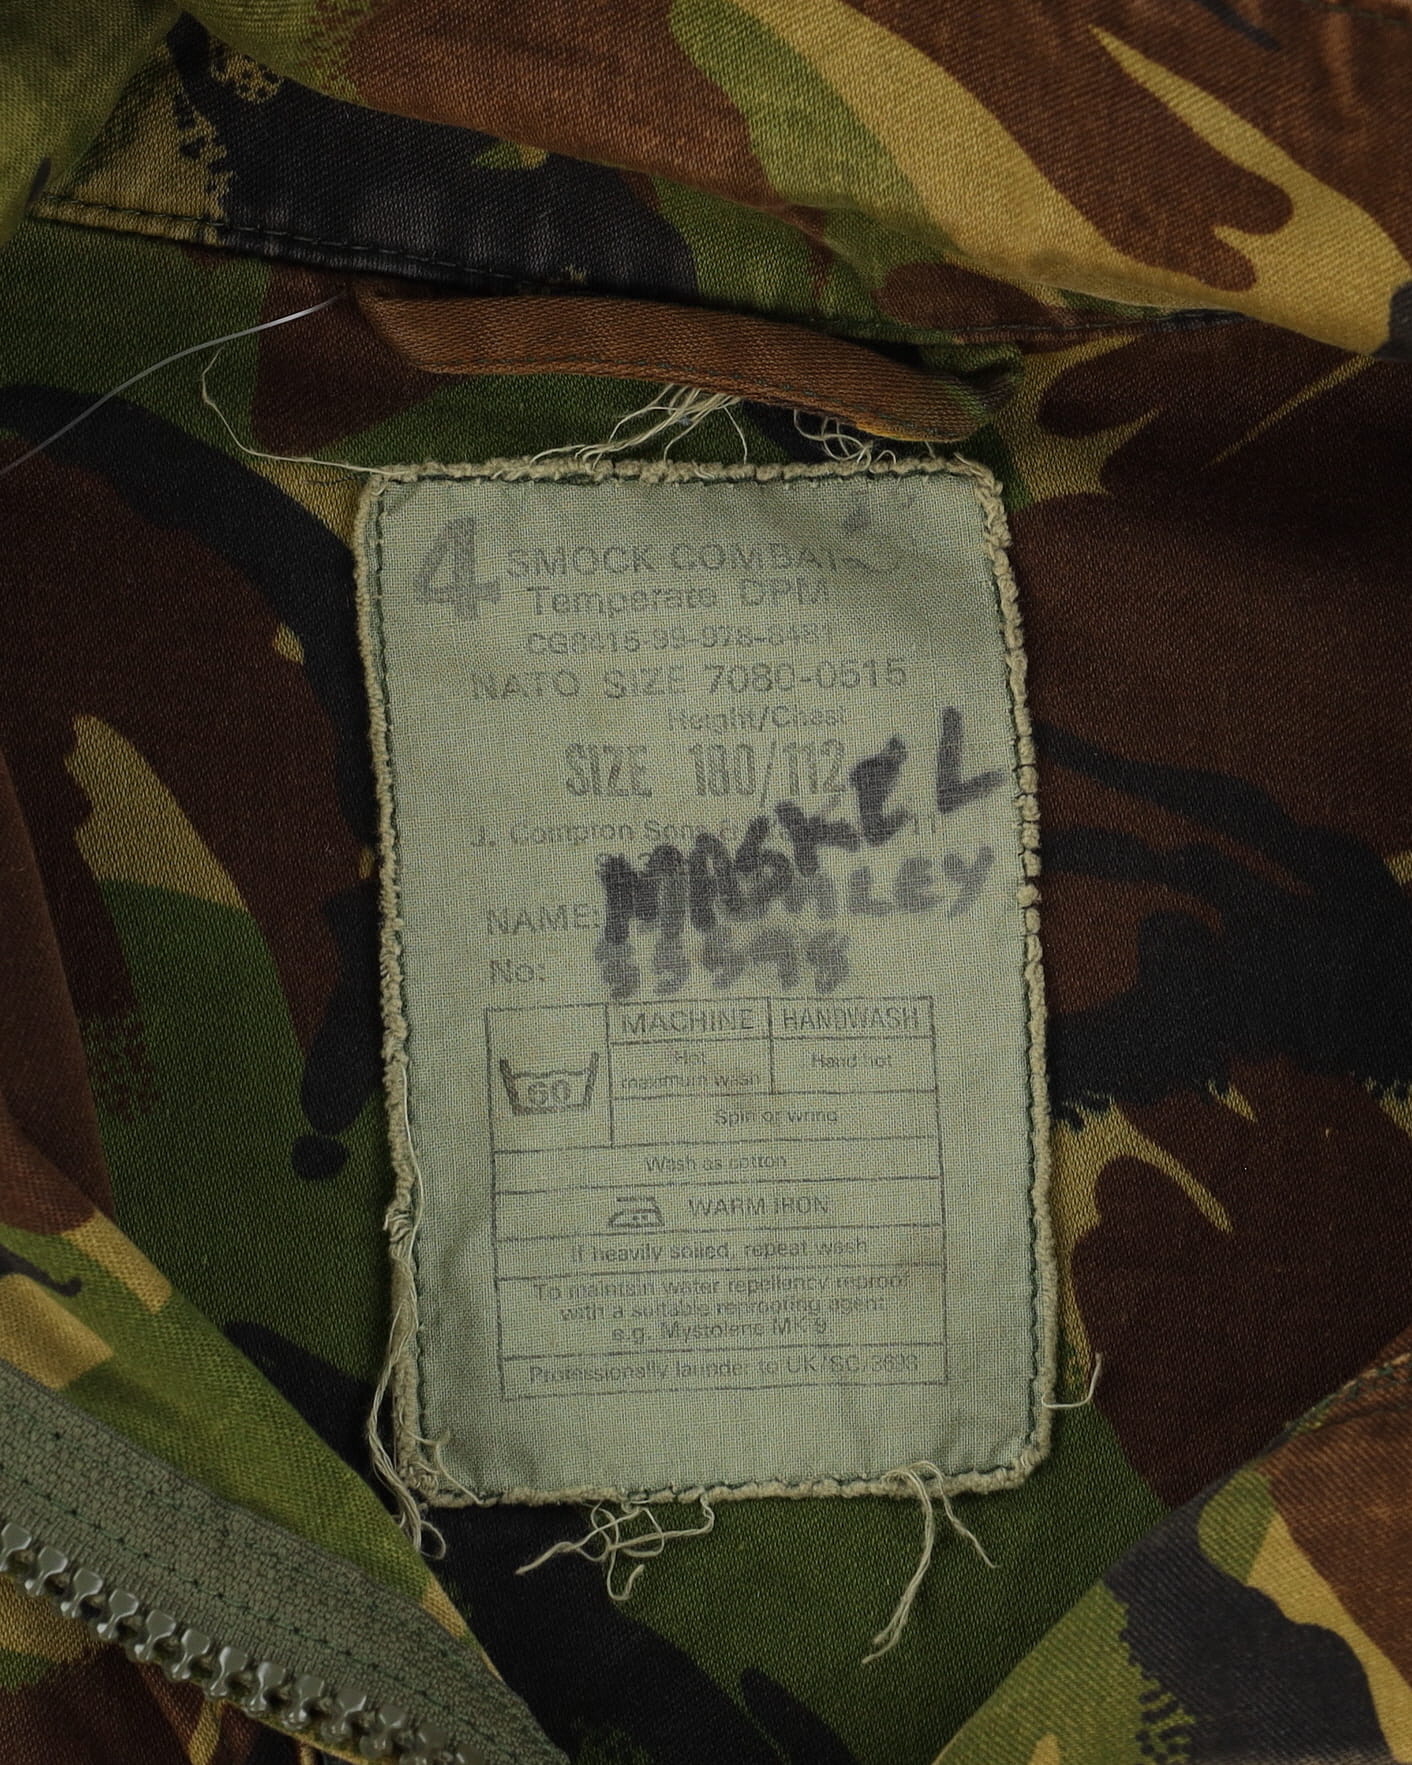 4 SMOCK COMBAT
Temperate DPM
NATO SIZE 7080-0515
Height/Chest
SIZE 180/112
J. Compton Sons &
L
NAME:
No:
MACHINE HANDWASH
60
Hot maximum wash
Hand hot
Spin or wring
Wash as cotton
WARM IRON
If heavily soiled, repeat wash
To maintain water repellency reproof
with a suitable reproofing agent
e.g. Mystolene MK 9
Professionally launder to UK/SC/3698